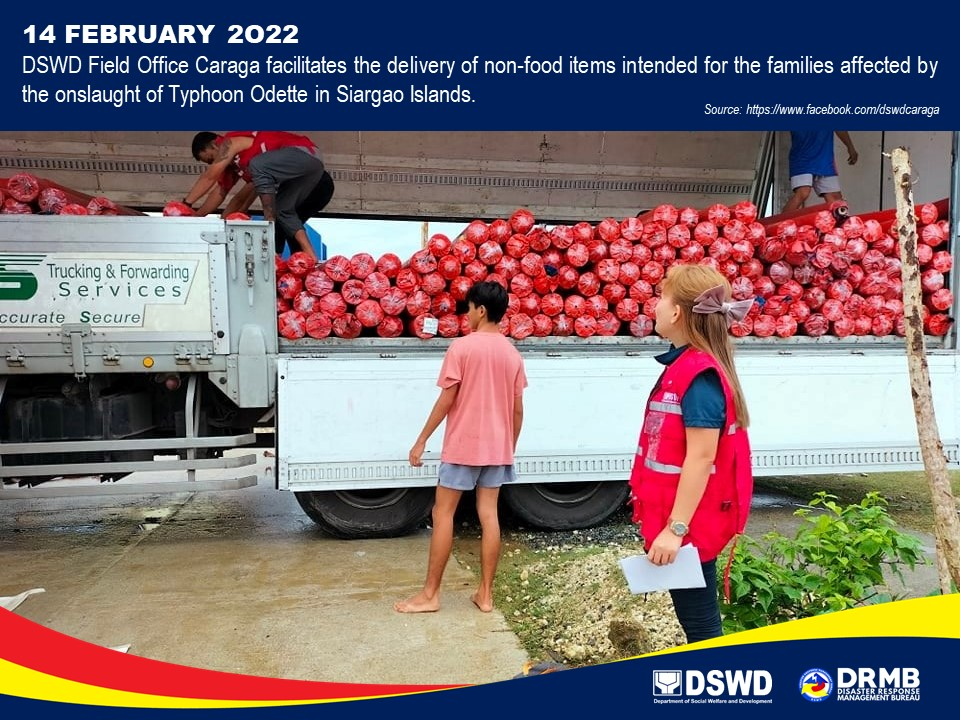 14 FEBRUARY 2022
DSWD Field Office Caraga facilitates the delivery of non-food items intended for the families affected by
the onslaught of Typhoon Odette in Siargao Islands.
Source: https://www.facebook.com/dswdcaraga
S Trucking & Forwarding
Services
ccurate Secure
DSWD
Department of Social Welfare and Development
DRMB
DISASTER RESPONSE
MANAGEMENT BUREAU